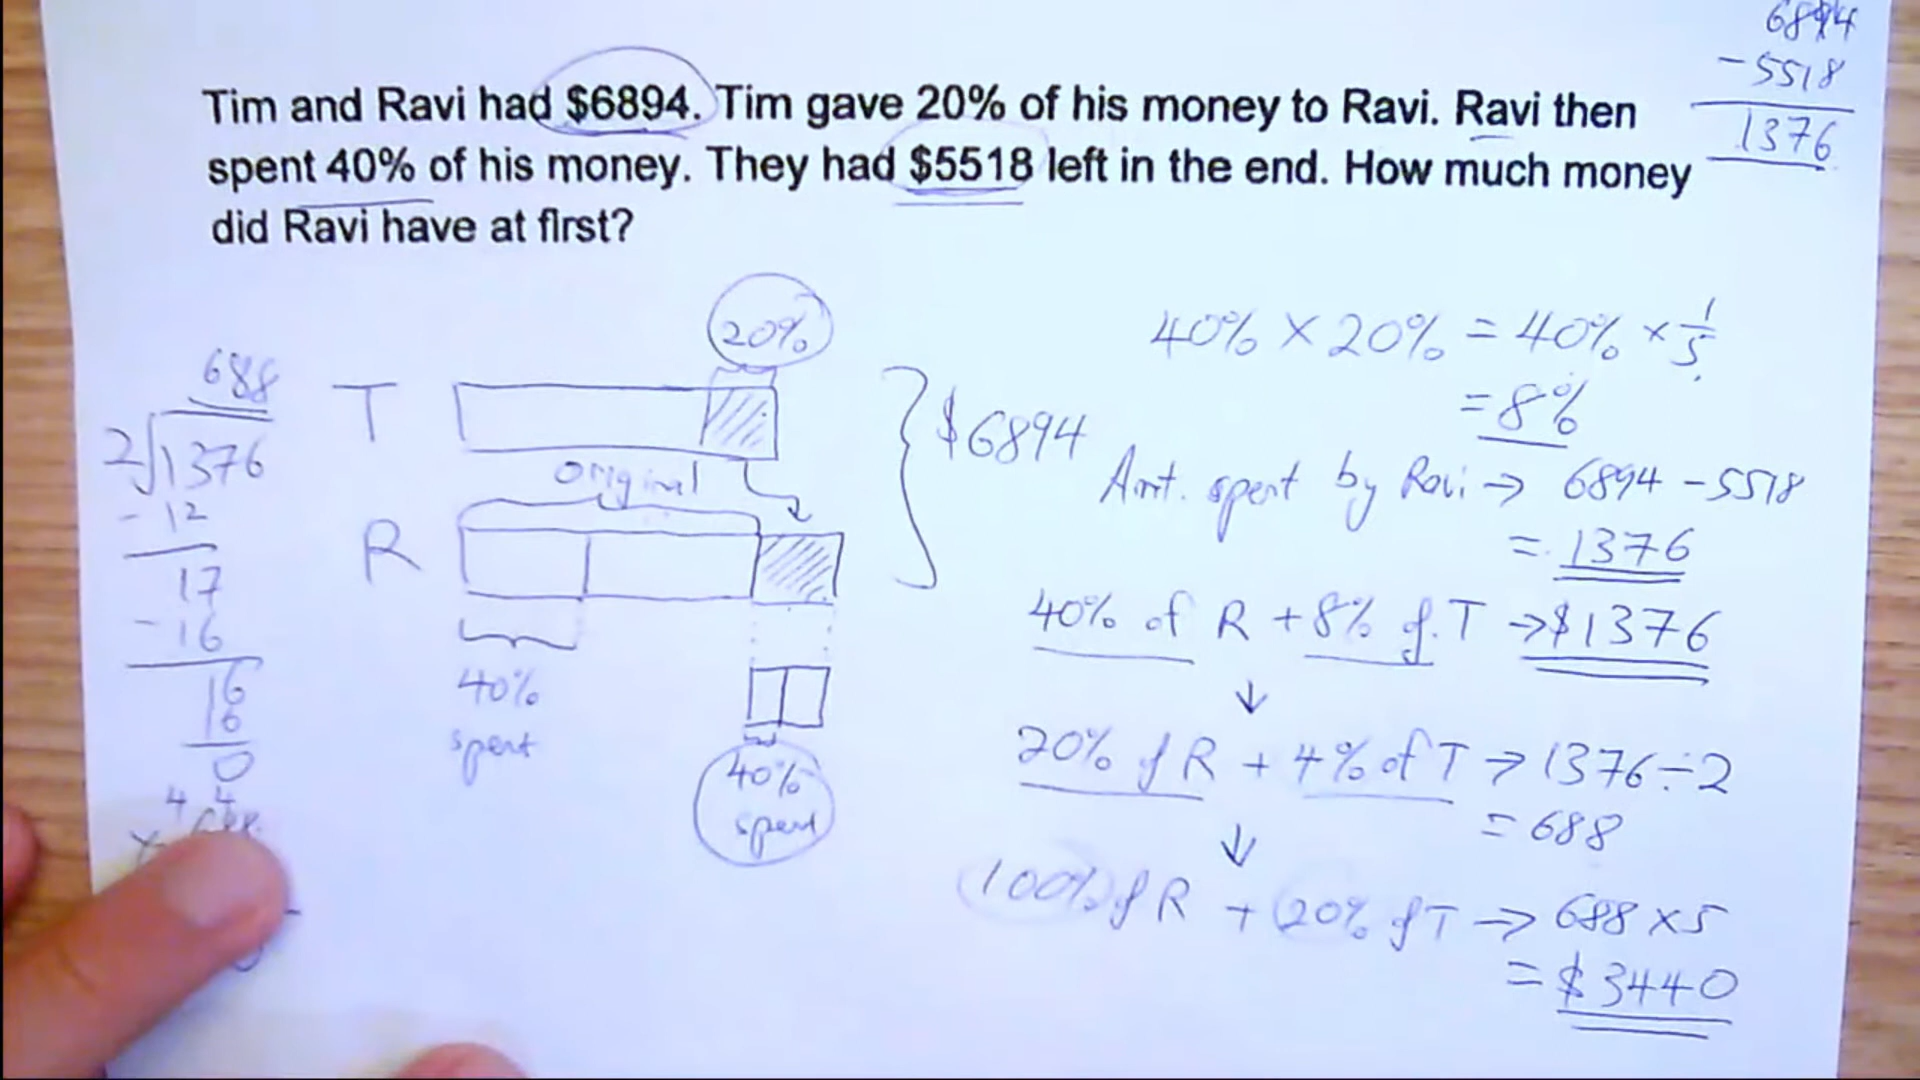 Tim and Ravi had $6894. Tim gave 20% of his money to Ravi. Ravi then
spent 40% of his money. They had $5518 left in the end. How much money
did Ravi have at first?
6894
-5518
1376
688
2 1376
-12
17
-16
16
16
0
4 4
20%
T
original
R
40%
spent
40%
spent
$6894
40% × 20% = 40% × 1/5
= 8%
Amt. spent by Ravi → 6894 - 5518
= 1376
40% of R + 8% of T → $1376
↓
20% of R + 4% of T → 1376 ÷ 2
= 688
↓
100% of R + 20% of T → 688 × 5
= $3440